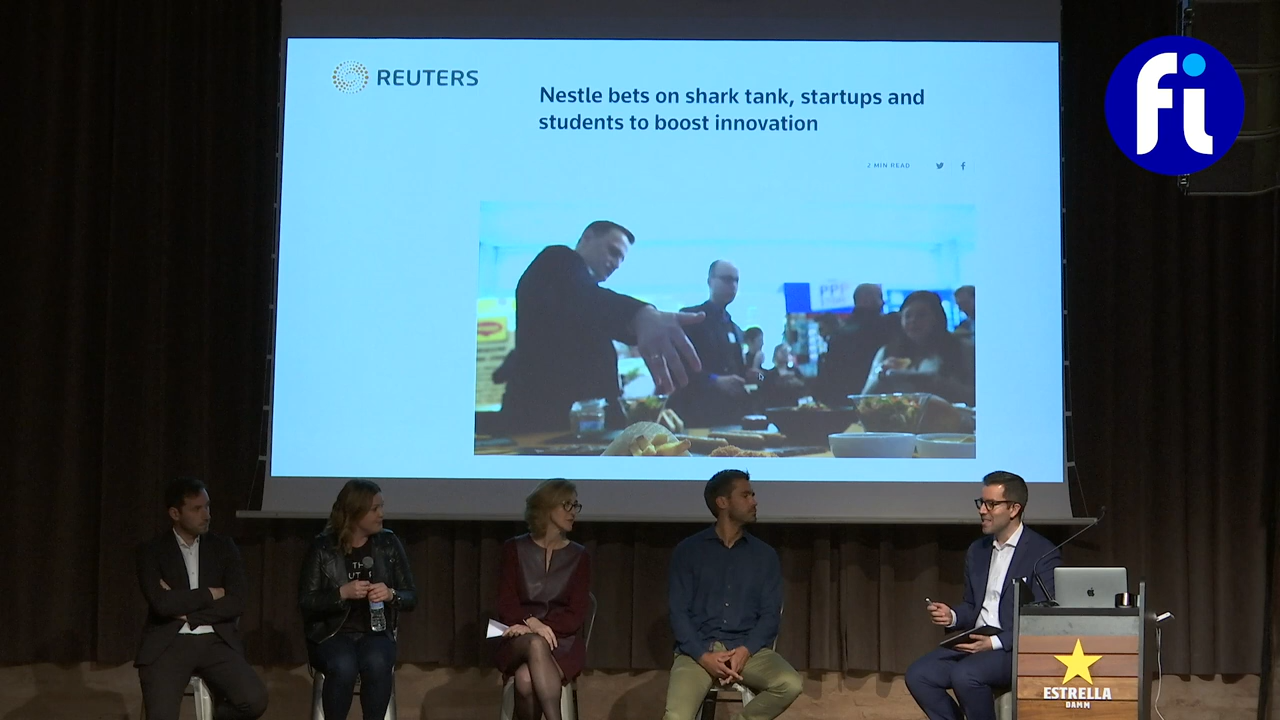 REUTERS
Nestle bets on shark tank, startups and
students to boost innovation
2 MIN READ
fi
ESTRELLA
DAMM